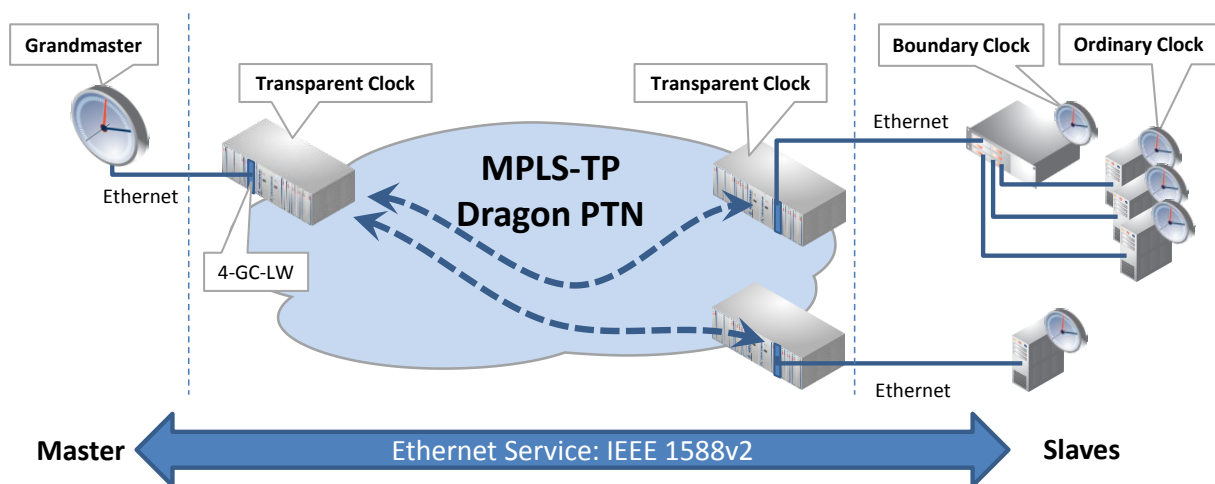 Grandmaster
Transparent Clock
Transparent Clock
Boundary Clock
Ordinary Clock
Ethernet
Ethernet
MPLS-TP
Dragon PTN
4-GC-LW
Ethernet
Master
Ethernet Service: IEEE 1588v2
Slaves